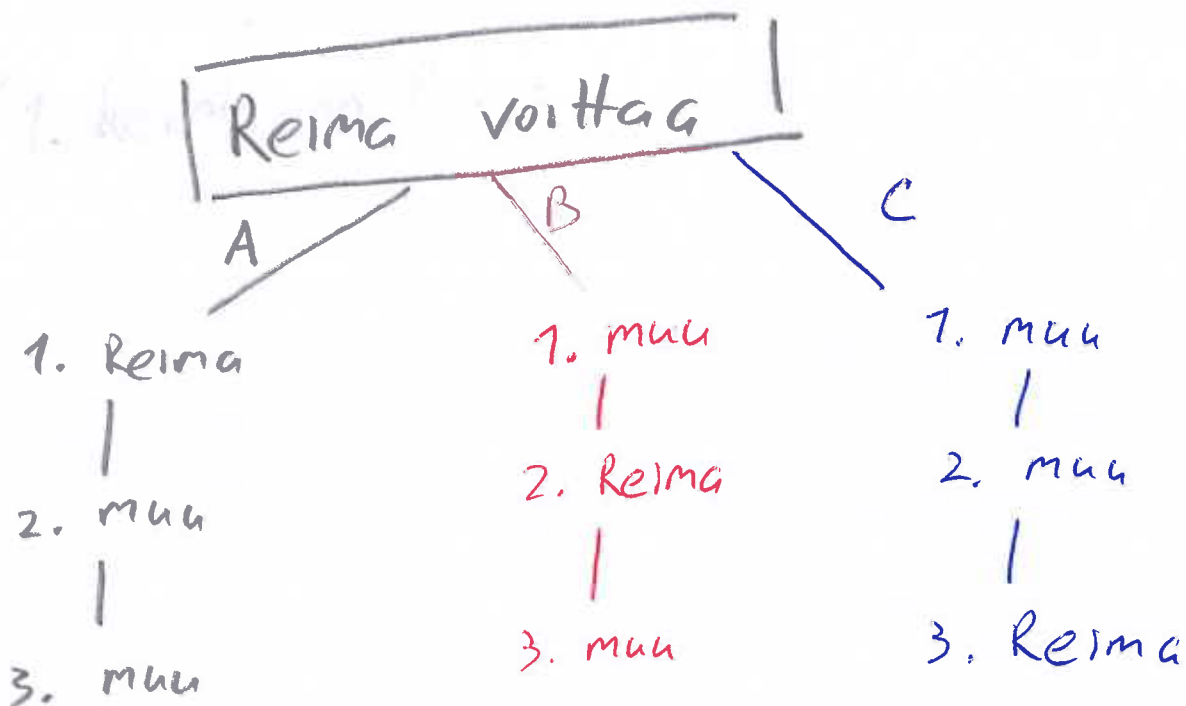 Reima voittaa
A
B
C
1. Reima
2. muu
3. muu
1. muu
2. Reima
3. muu
1. muu
2. muu
3. Reima